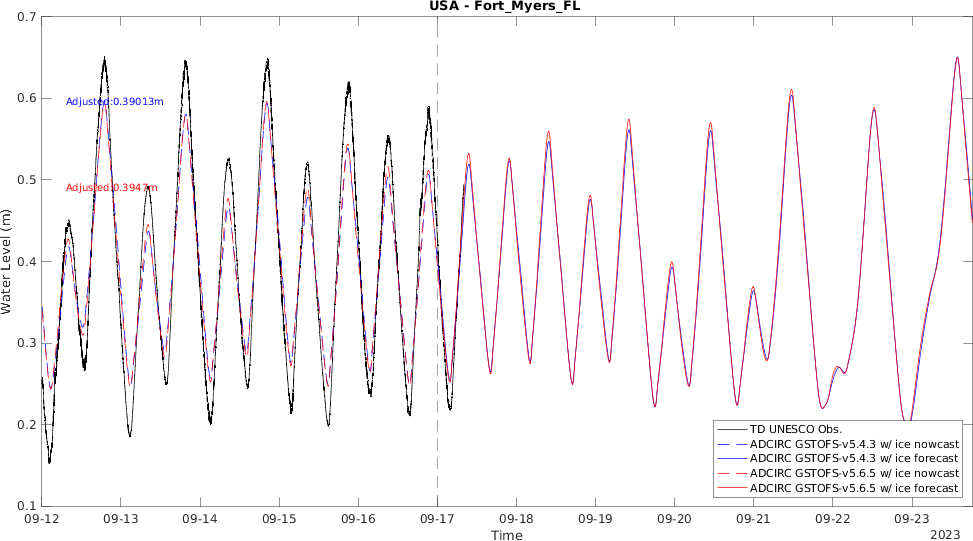 USA - Fort_Myers_FL
0.7
0.6
0.5
0.4
0.3
0.2
0.1
Water Level (m)
Adjusted:0.39013m
Adjusted:0.3947m
TD UNESCO Obs.
ADCIRC GSTOFS-v5.4.3 w/ ice nowcast
ADCIRC GSTOFS-v5.4.3 w/ ice forecast
ADCIRC GSTOFS-v5.6.5 w/ ice nowcast
ADCIRC GSTOFS-v5.6.5 w/ ice forecast
09-12 09-13 09-14 09-15 09-16 09-17 09-18 09-19 09-20 09-21 09-22 09-23
Time
2023